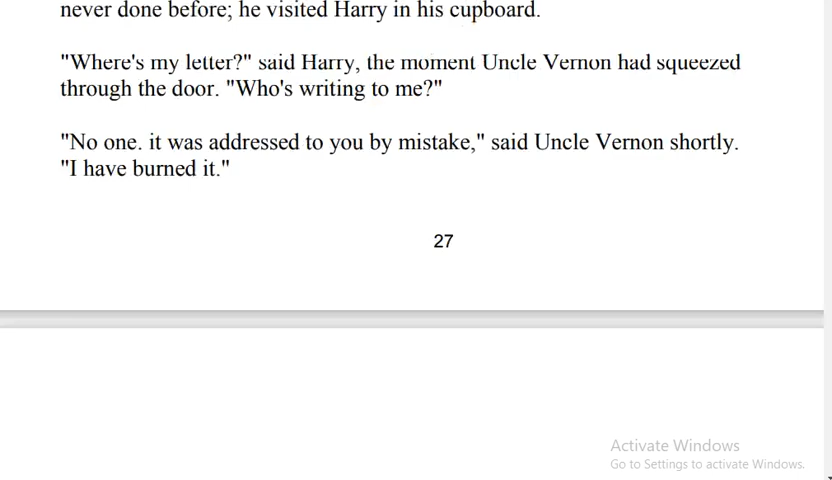 never done before; he visited Harry in his cupboard.
"Where's my letter?" said Harry, the moment Uncle Vernon had squeezed
through the door. "Who's writing to me?"
"No one. it was addressed to you by mistake," said Uncle Vernon shortly.
"I have burned it."
27
Activate Windows
Go to Settings to activate Windows.